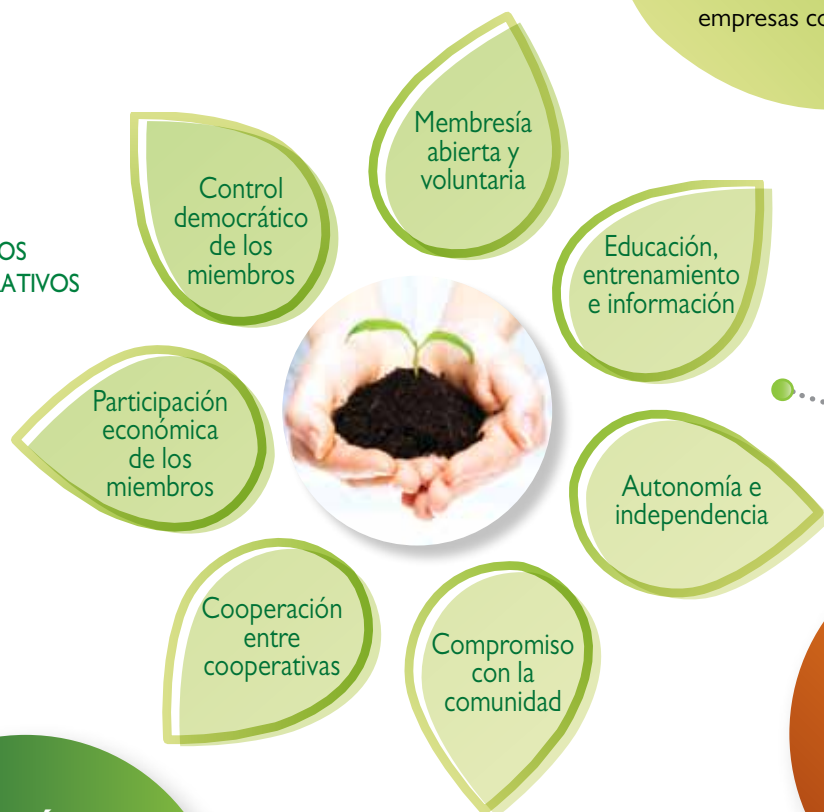 empresas co
Membresía
abierta y
voluntaria
Control
democrático
de los
miembros
OS
ATIVOS
Educación,
entrenamiento
e información
Participación
económica
de los
miembros
Autonomía e
independencia
Cooperación
entre
cooperativas
Compromiso
con la
comunidad